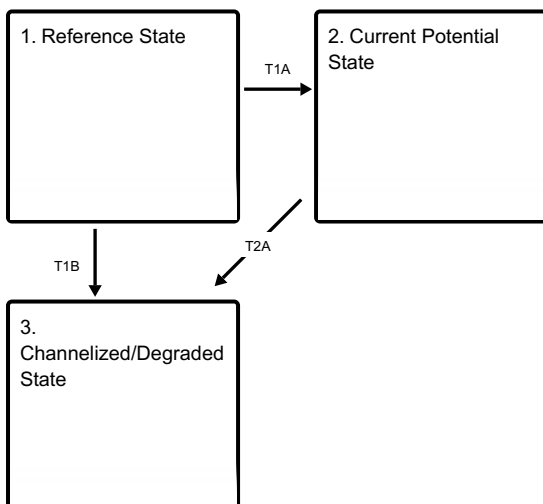 1. Reference State
2. Current Potential
State
T1A
T1B
T2A
3.
Channelized/Degraded
State